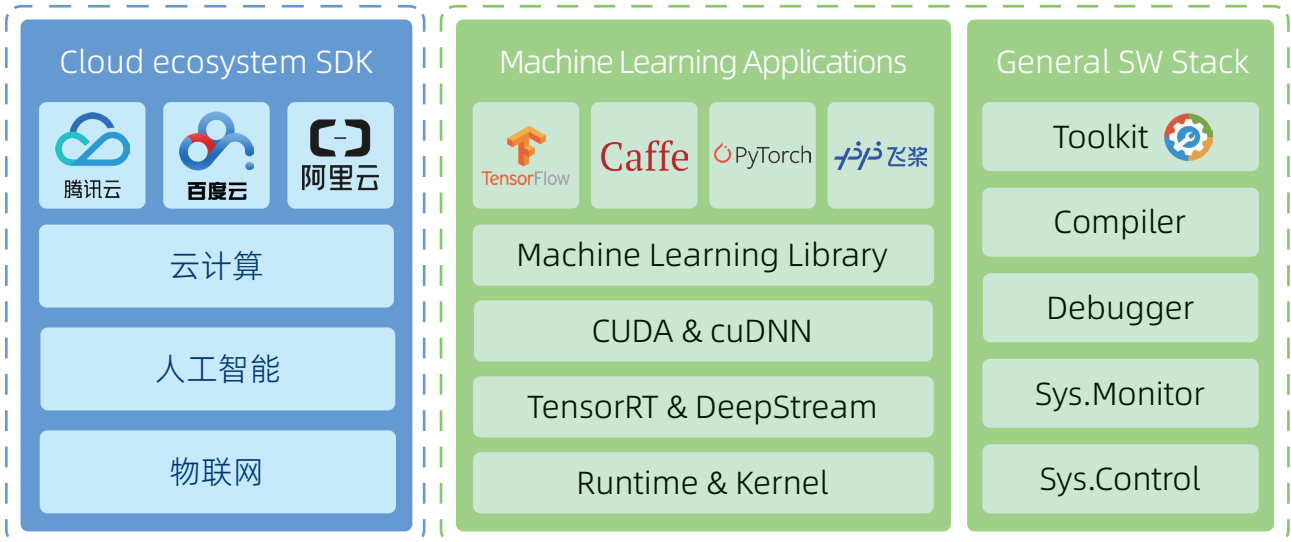 Cloud ecosystem SDK
腾讯云
百度云
阿里云
云计算
人工智能
物联网
Machine Learning Applications
TensorFlow
Caffe
PyTorch
飞桨
Machine Learning Library
CUDA & cuDNN
TensorRT & DeepStream
Runtime & Kernel
General SW Stack
Toolkit
Compiler
Debugger
Sys.Monitor
Sys.Control